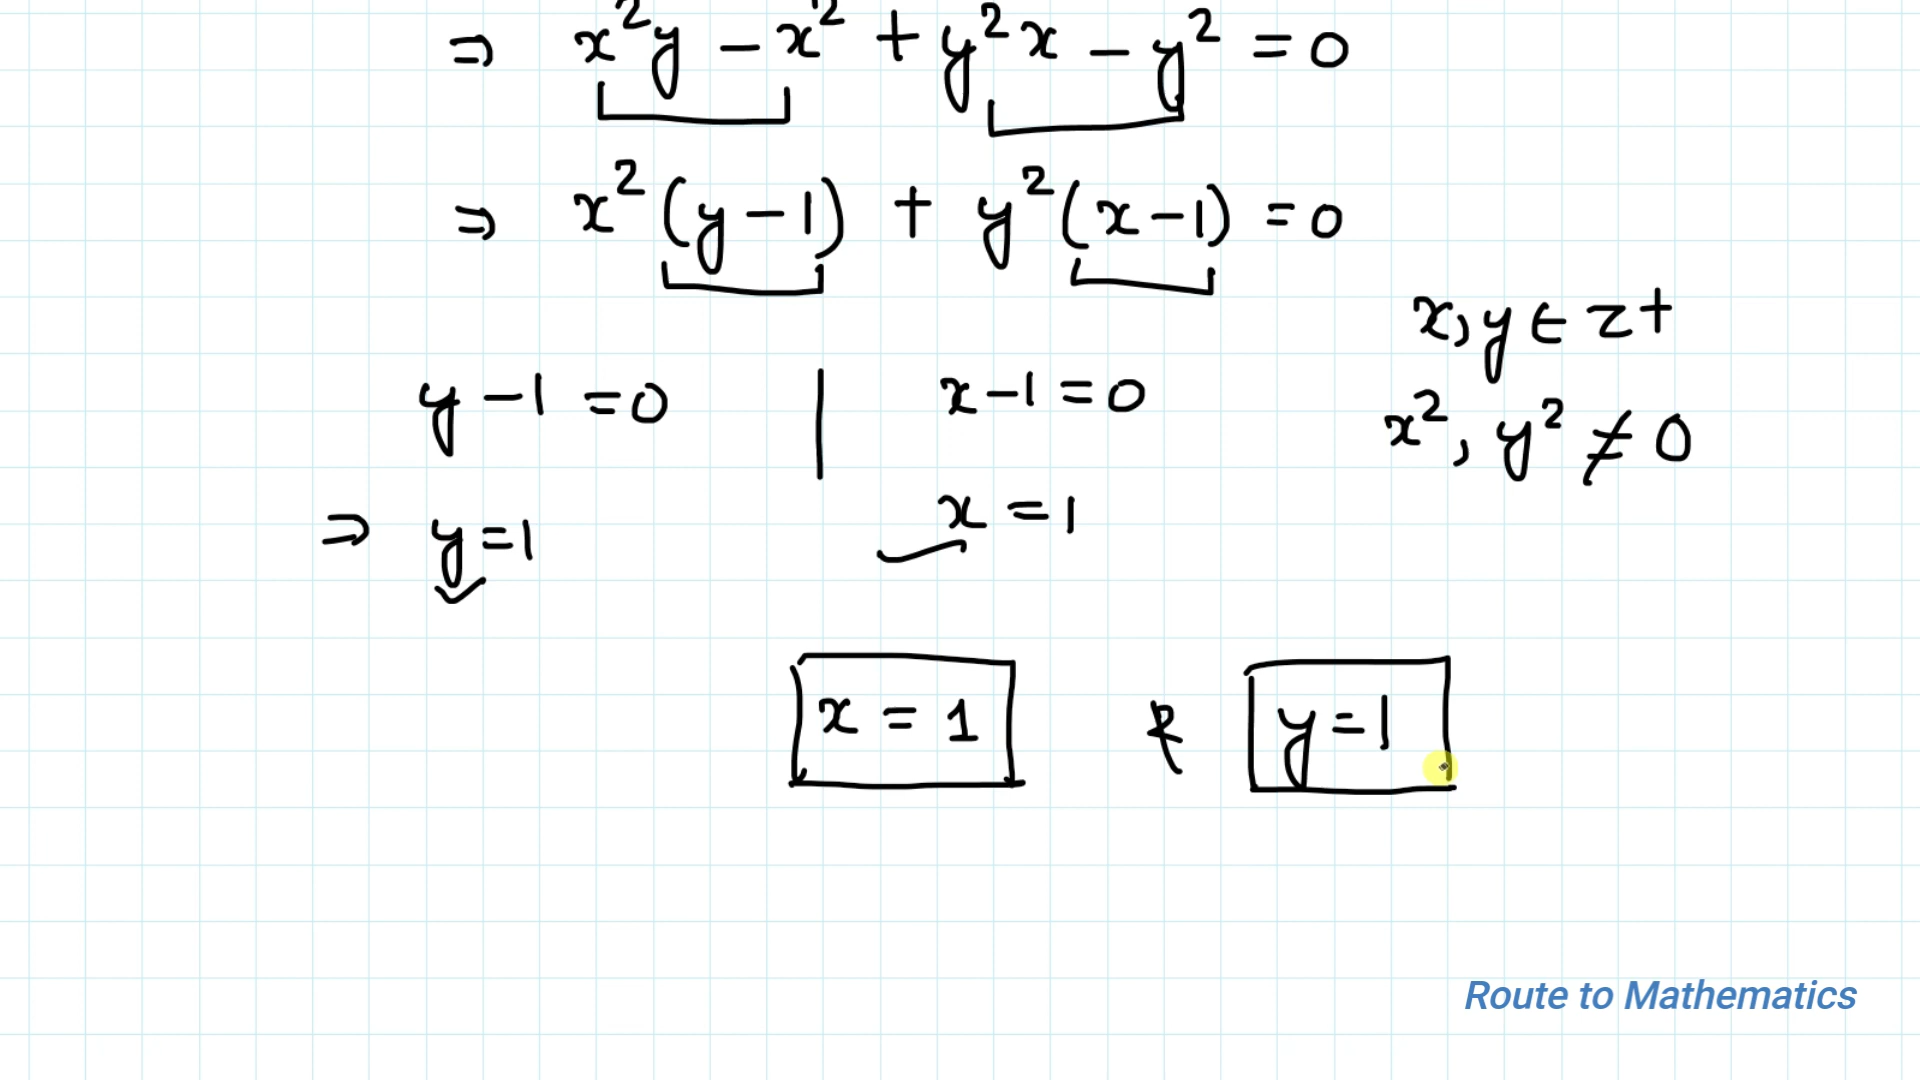 ⇒ x²y − x² + y²x − y² = 0
⇒ x²(y−1) + y²(x−1) = 0
x, y ∈ z+
y−1 = 0 | x−1 = 0
x², y² ≠ 0
⇒ y = 1
x = 1
x = 1 & y = 1
Route to Mathematics